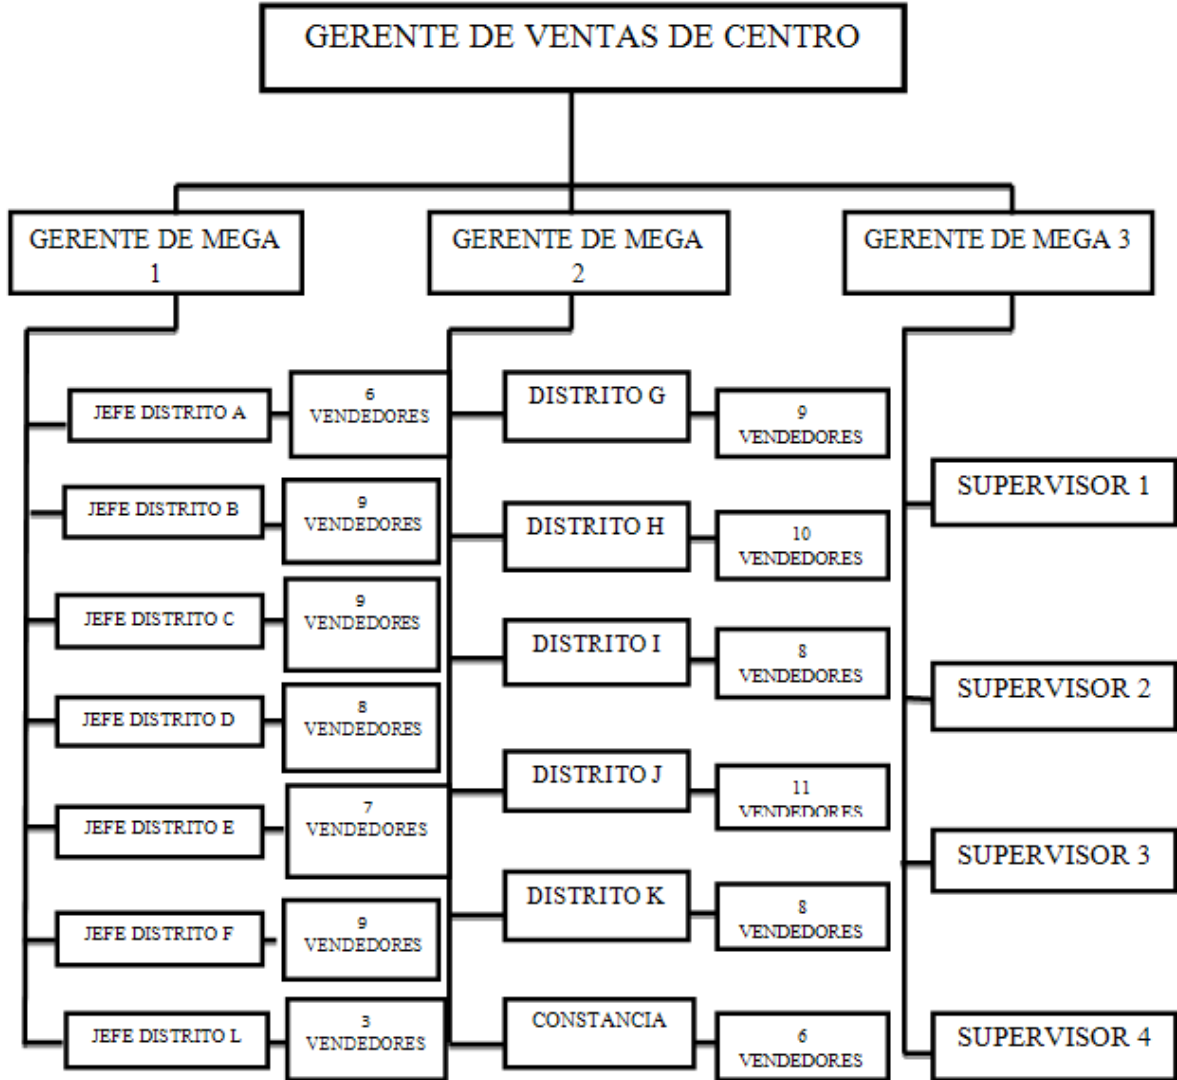 GERENTE DE VENTAS DE CENTRO
GERENTE DE MEGA
1
GERENTE DE MEGA
2
GERENTE DE MEGA 3
JEFE DISTRITO A
6
VENDEDORES
JEFE DISTRITO B
9
VENDEDORES
JEFE DISTRITO C
9
VENDEDORES
JEFE DISTRITO D
8
VENDEDORES
JEFE DISTRITO E
7
VENDEDORES
JEFE DISTRITO F
9
VENDEDORES
JEFE DISTRITO L
3
VENDEDORES
DISTRITO G
9
VENDEDORES
DISTRITO H
10
VENDEDORES
DISTRITO I
8
VENDEDORES
DISTRITO J
11
VENDEDORES
DISTRITO K
8
VENDEDORES
CONSTANCIA
6
VENDEDORES
SUPERVISOR 1
SUPERVISOR 2
SUPERVISOR 3
SUPERVISOR 4